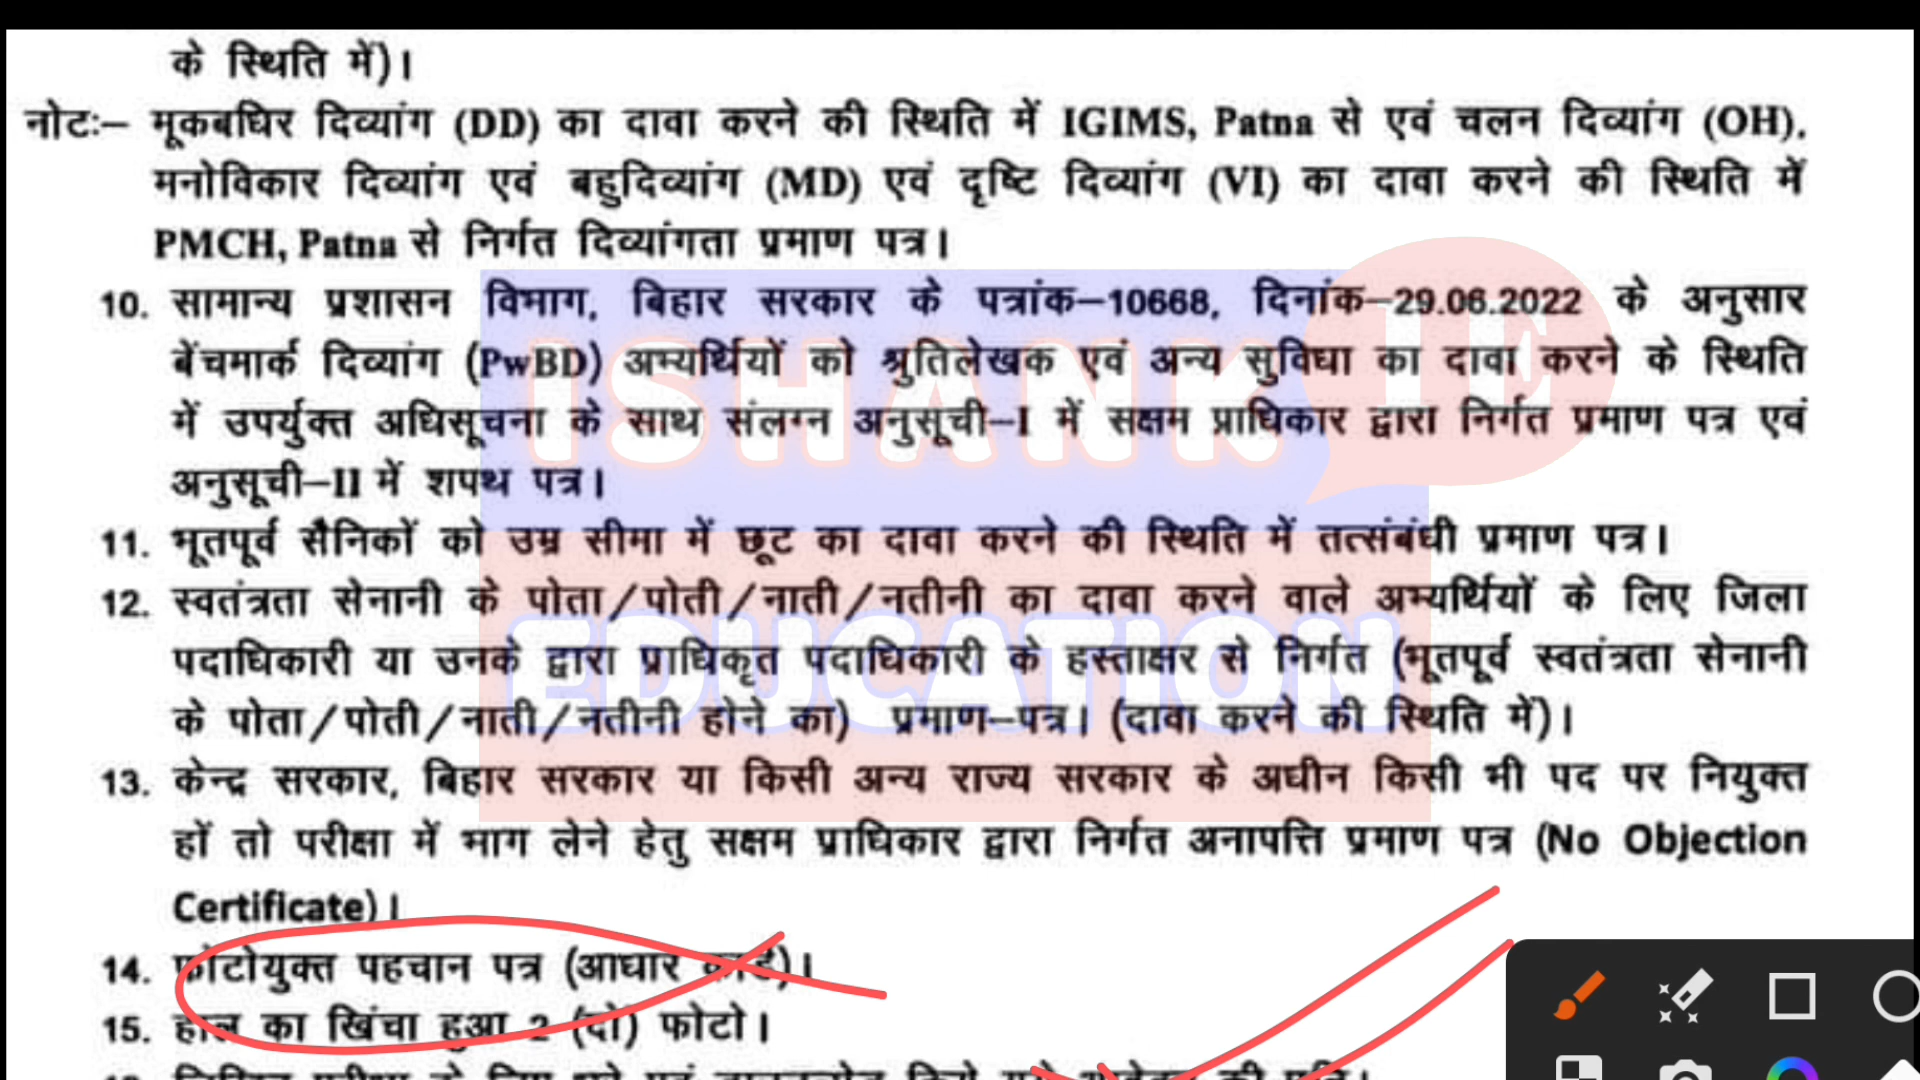 के स्थिति में)।
नोटः– मूकबधिर दिव्यांग (DD) का दावा करने की स्थिति में IGIMS, Patna से एवं चलन दिव्यांग (OH),
मनोविकार दिव्यांग एवं बहुदिव्यांग (MD) एवं दृष्टि दिव्यांग (VI) का दावा करने की स्थिति में
PMCH, Patna से निर्गत दिव्यांगता प्रमाण पत्र।
10. सामान्य प्रशासन विभाग, बिहार सरकार के पत्रांक–10668, दिनांक–29.06.2022 के अनुसार
बेंचमार्क दिव्यांग (PwBD) अभ्यर्थियों को श्रुतिलेखक एवं अन्य सुविधा का दावा करने के स्थिति
में उपर्युक्त अधिसूचना के साथ संलग्न अनुसूची–I में सक्षम प्राधिकार द्वारा निर्गत प्रमाण पत्र एवं
अनुसूची–II में शपथ पत्र।
11. भूतपूर्व सैनिकों को उम्र सीमा में छूट का दावा करने की स्थिति में तत्संबंधी प्रमाण पत्र।
12. स्वतंत्रता सेनानी के पोता/पोती/नाती/नतीनी का दावा करने वाले अभ्यर्थियों के लिए जिला
पदाधिकारी या उनके द्वारा प्राधिकृत पदाधिकारी के हस्ताक्षर से निर्गत (भूतपूर्व स्वतंत्रता सेनानी
के पोता/पोती/नाती/नतीनी होने का) प्रमाण–पत्र। (दावा करने की स्थिति में)।
13. केन्द्र सरकार, बिहार सरकार या किसी अन्य राज्य सरकार के अधीन किसी भी पद पर नियुक्त
हों तो परीक्षा में भाग लेने हेतु सक्षम प्राधिकार द्वारा निर्गत अनापत्ति प्रमाण पत्र (No Objection
Certificate)।
14. फोटोयुक्त पहचान पत्र (आधार कार्ड)।
15. हाल का खिंचा हुआ 2 (दो) फोटो।
ISHANK
IE
EDUCATION